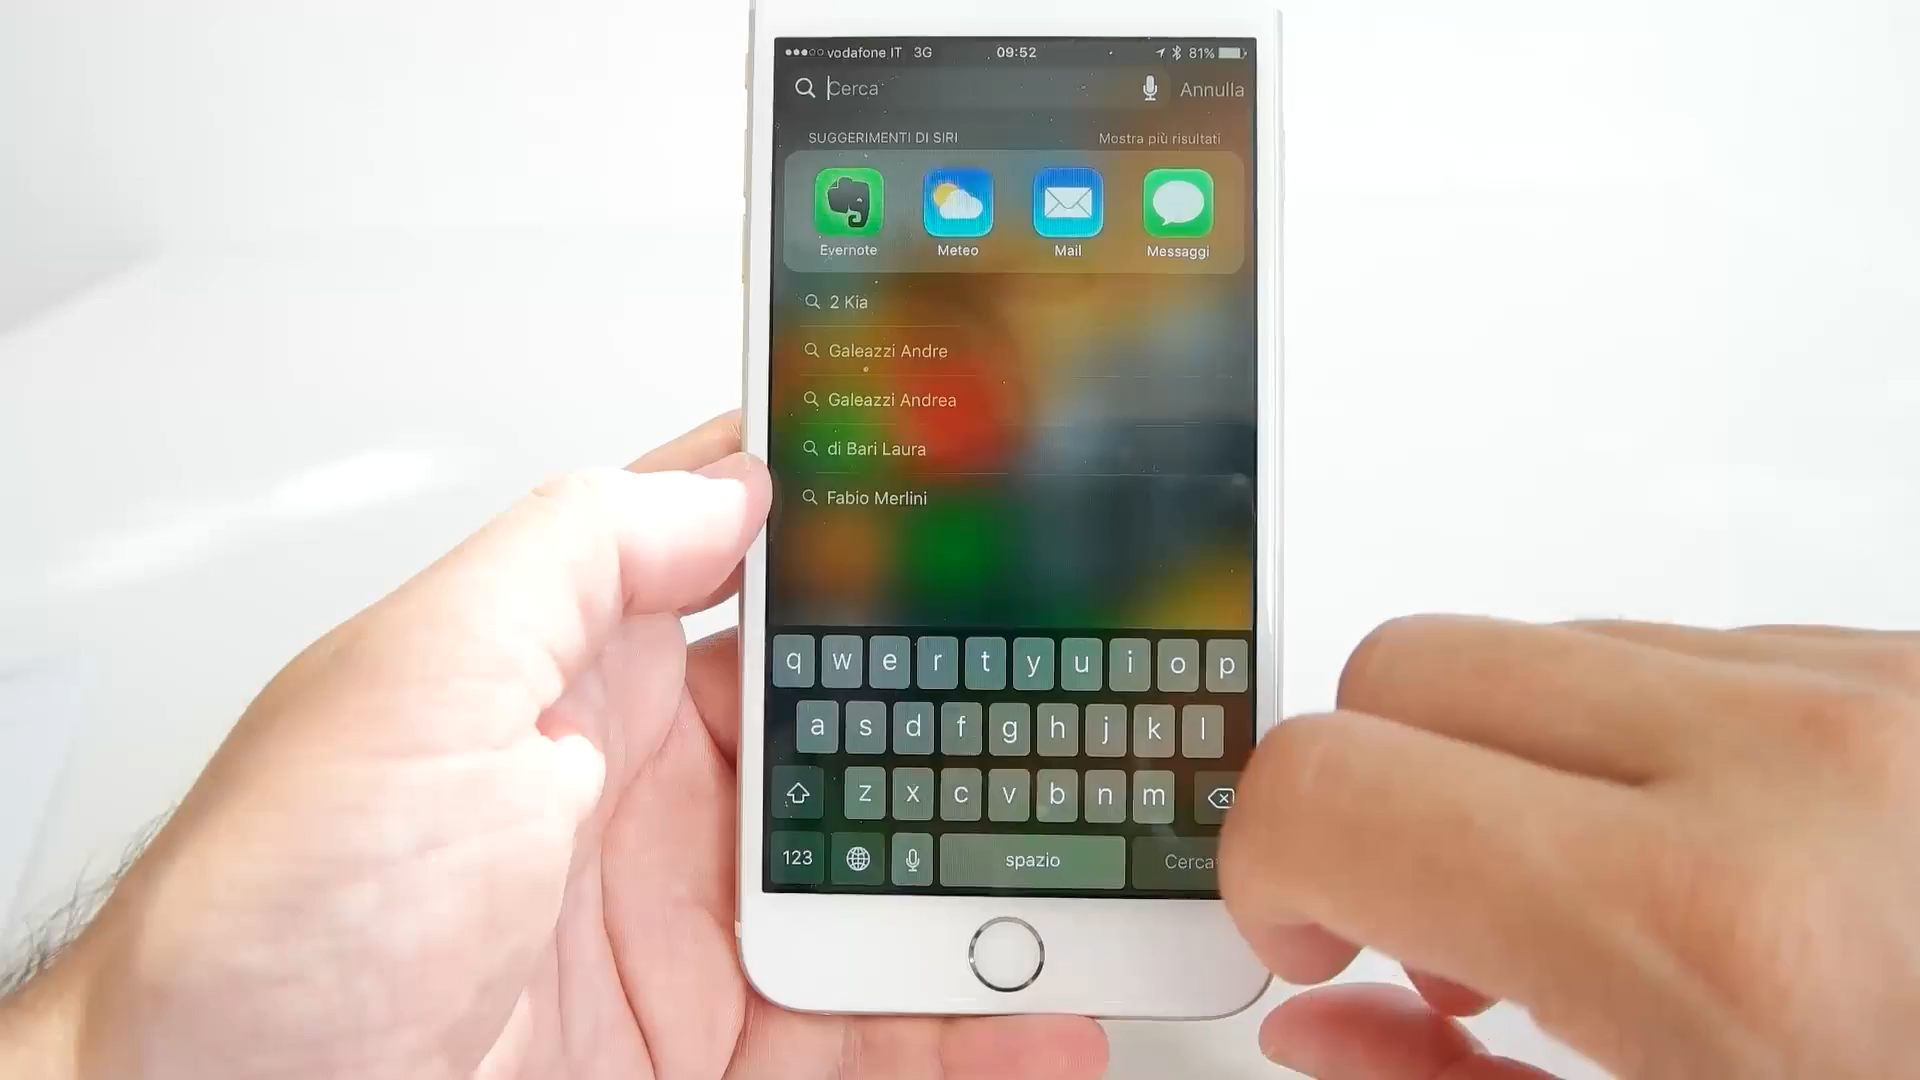 vodafone IT 3G 09:52 81%
Cerca Annulla
SUGGERIMENTI DI SIRI Mostra più risultati
Evernote Meteo Mail Messaggi
2 Kia
Galeazzi Andre
Galeazzi Andrea
di Bari Laura
Fabio Merlini
q w e r t y u i o p
a s d f g h j k l
z x c v b n m
123 spazio Cerca